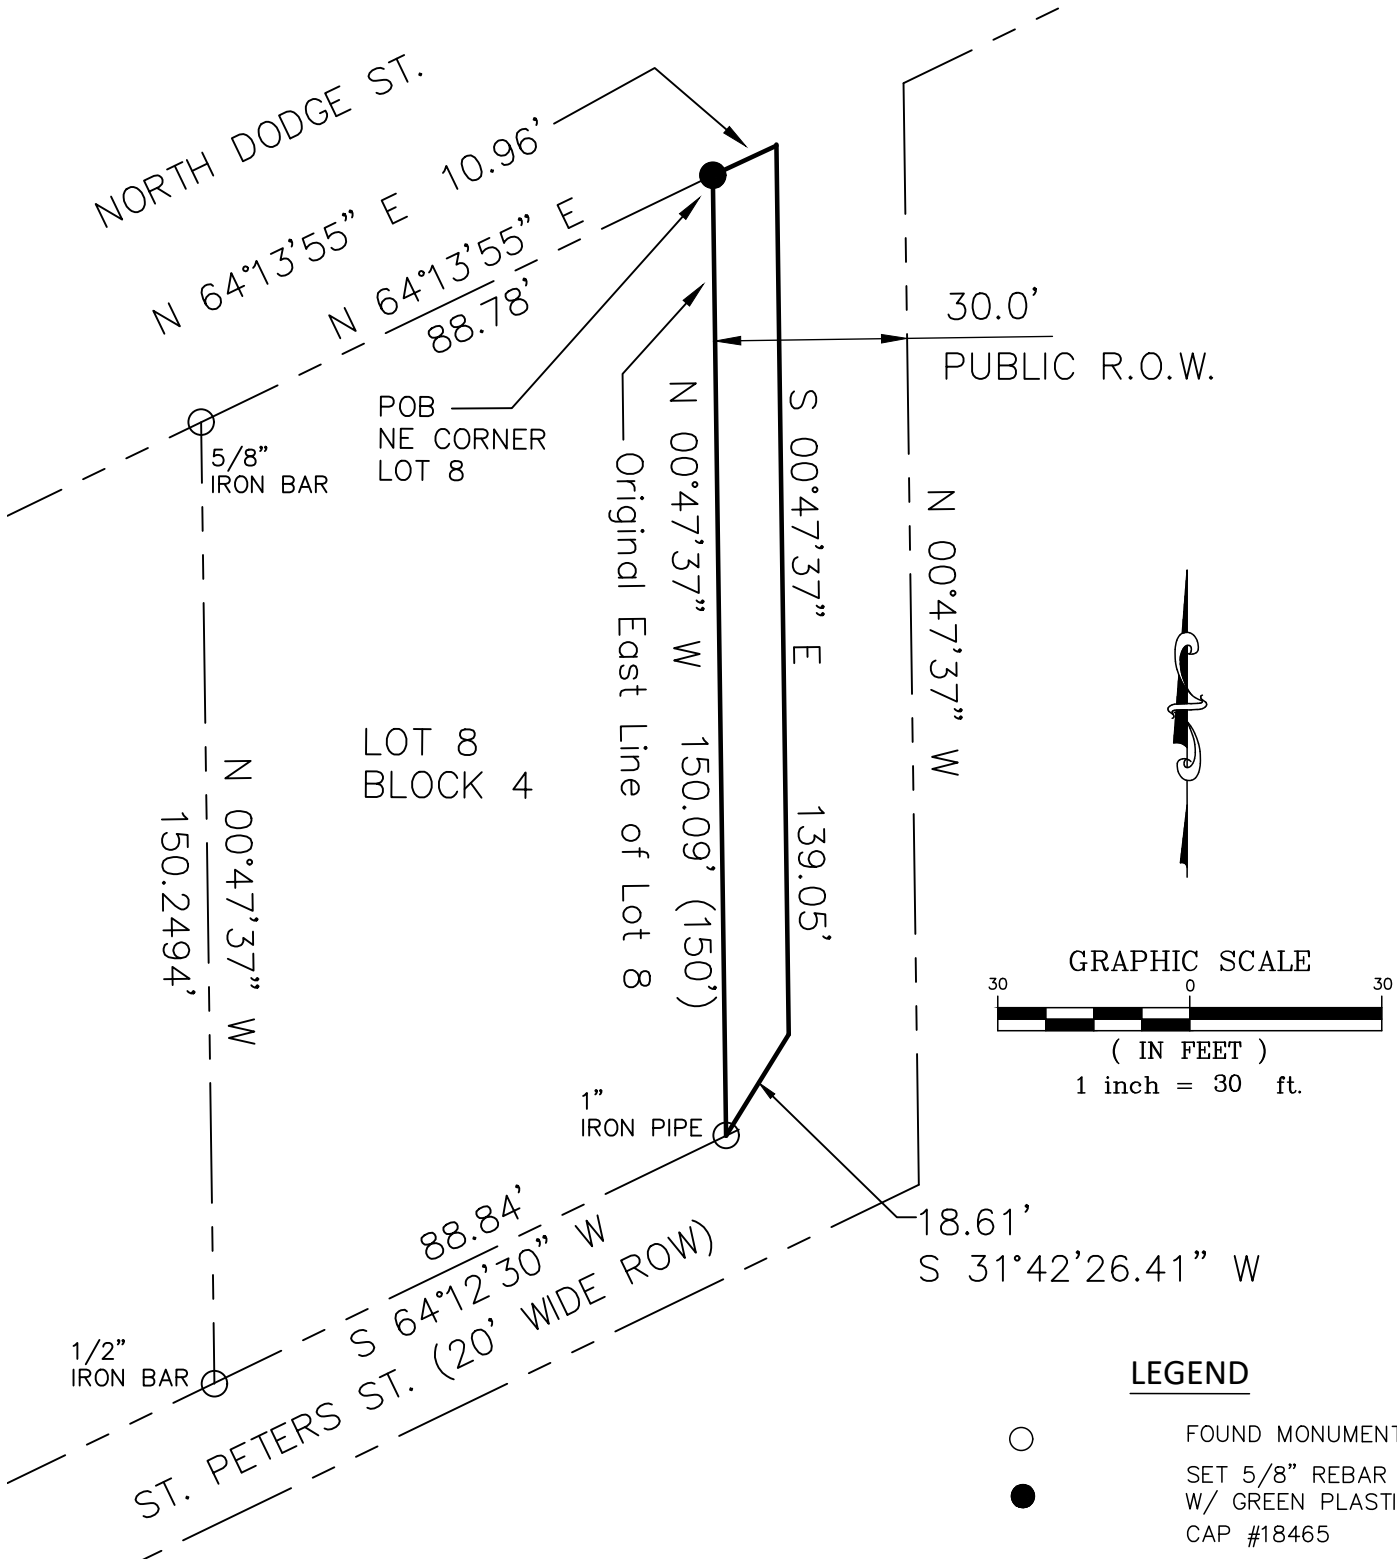 NORTH DODGE ST.
N 64°13'55" E 10.96'
N 64°13'55" E
88.78'
30.0'
PUBLIC R.O.W.
POB
NE CORNER
LOT 8
5/8"
IRON BAR
Original East Line of Lot 8
N 00°47'37" W 150.09' (150')
S 00°47'37" E 139.05'
N 00°47'37" W
LOT 8
BLOCK 4
N 00°47'37" W
150.2494'
GRAPHIC SCALE
30 0 30
( IN FEET )
1 inch = 30 ft.
1"
IRON PIPE
88.84'
S 64°12'30" W
18.61'
S 31°42'26.41" W
1/2"
IRON BAR
ST. PETERS ST. (20' WIDE ROW)
LEGEND
FOUND MONUMENT
SET 5/8" REBAR
W/ GREEN PLASTI
CAP #18465